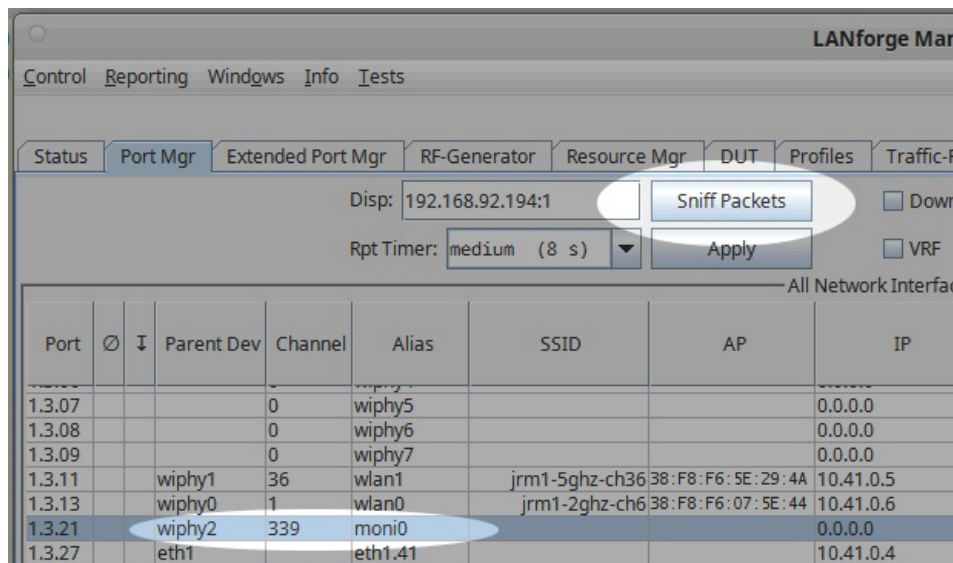 LANforge Mar
Control Reporting Windows Info Tests
Status Port Mgr Extended Port Mgr RF-Generator Resource Mgr DUT Profiles Traffic-
Disp: 192.168.92.194:1 Sniff Packets Down
Rpt Timer: medium (8 s) Apply VRF
All Network Interfac
Port ∅ ↧ Parent Dev Channel Alias SSID AP IP
1.3.07 0 wiphy5 0.0.0.0
1.3.08 0 wiphy6 0.0.0.0
1.3.09 0 wiphy7 0.0.0.0
1.3.11 wiphy1 36 wlan1 jrm1-5ghz-ch36 38:F8:F6:5E:29:4A 10.41.0.5
1.3.13 wiphy0 1 wlan0 jrm1-2ghz-ch6 38:F8:F6:07:5E:44 10.41.0.6
1.3.21 wiphy2 339 moni0 0.0.0.0
1.3.27 eth1 eth1.41 10.41.0.4